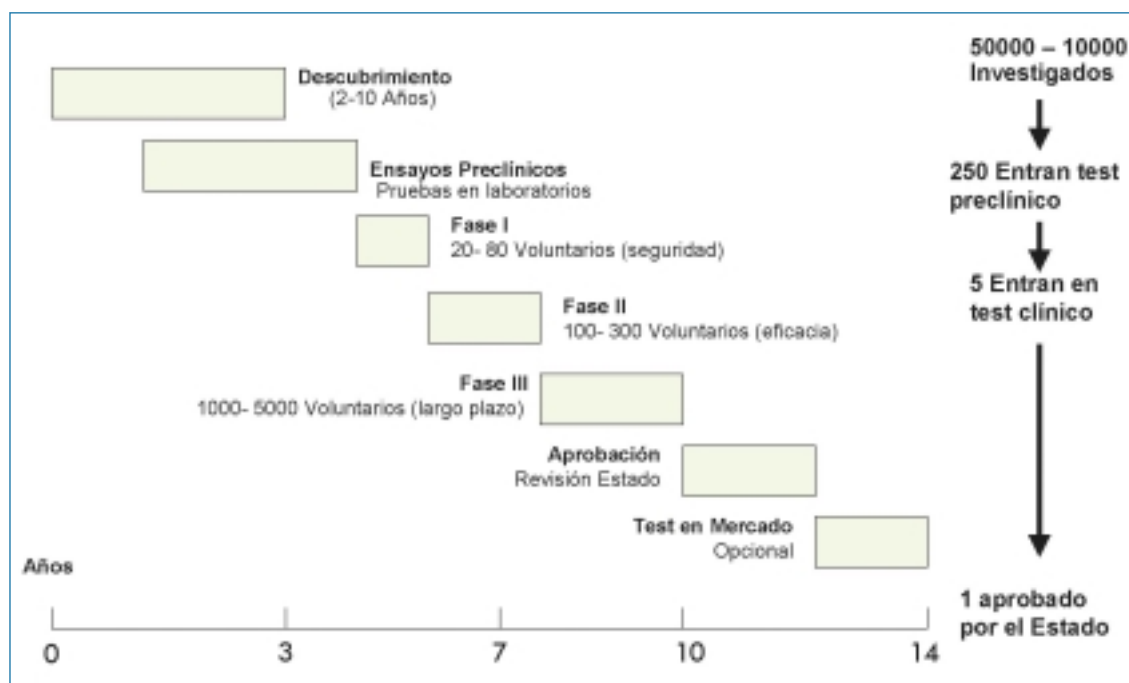 Descubrimiento
(2-10 Años)
Ensayos Preclínicos
Pruebas en laboratorios
Fase I
20- 80 Voluntarios (seguridad)
Fase II
100- 300 Voluntarios (eficacia)
Fase III
1000- 5000 Voluntarios (largo plazo)
Aprobación
Revisión Estado
Test en Mercado
Opcional
Años
0 3 7 10 14
50000 – 10000
Investigados
250 Entran test
preclínico
5 Entran en
test clínico
1 aprobado
por el Estado